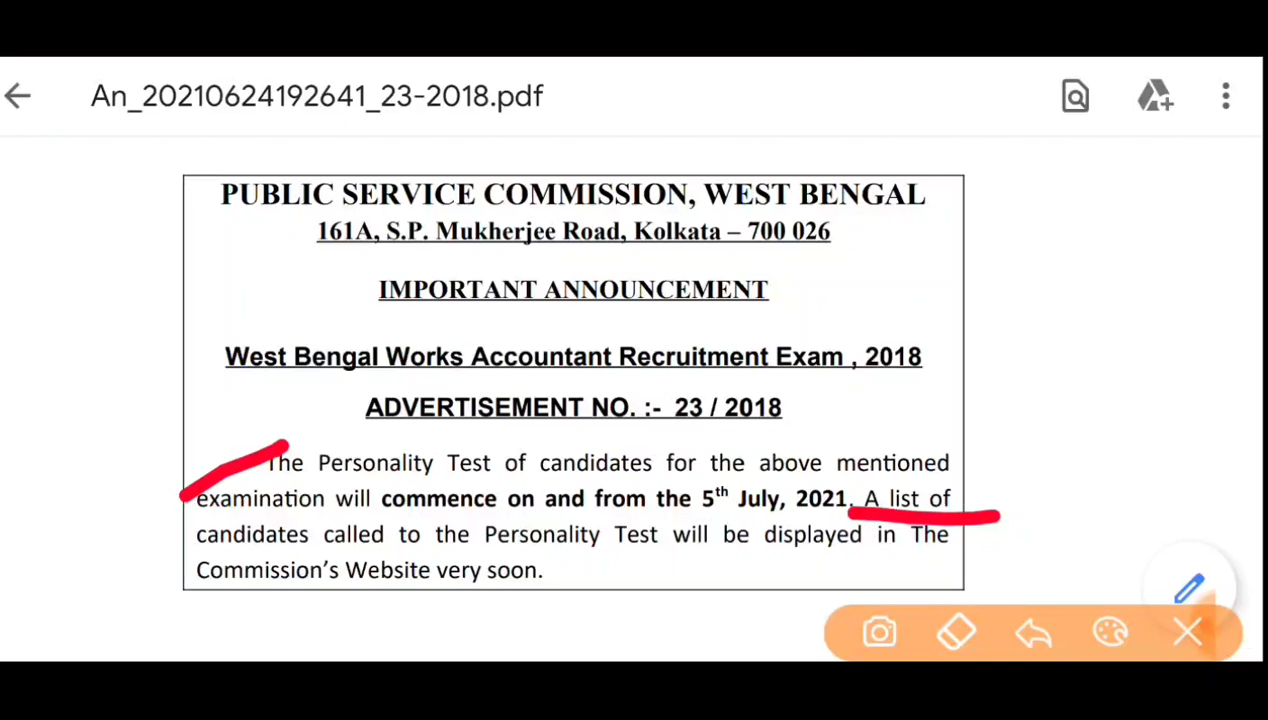 An_20210624192641_23-2018.pdf
PUBLIC SERVICE COMMISSION, WEST BENGAL
161A, S.P. Mukherjee Road, Kolkata – 700 026
IMPORTANT ANNOUNCEMENT
West Bengal Works Accountant Recruitment Exam , 2018
ADVERTISEMENT NO. :- 23 / 2018
The Personality Test of candidates for the above mentioned
examination will commence on and from the 5th July, 2021. A list of
candidates called to the Personality Test will be displayed in The
Commission’s Website very soon.